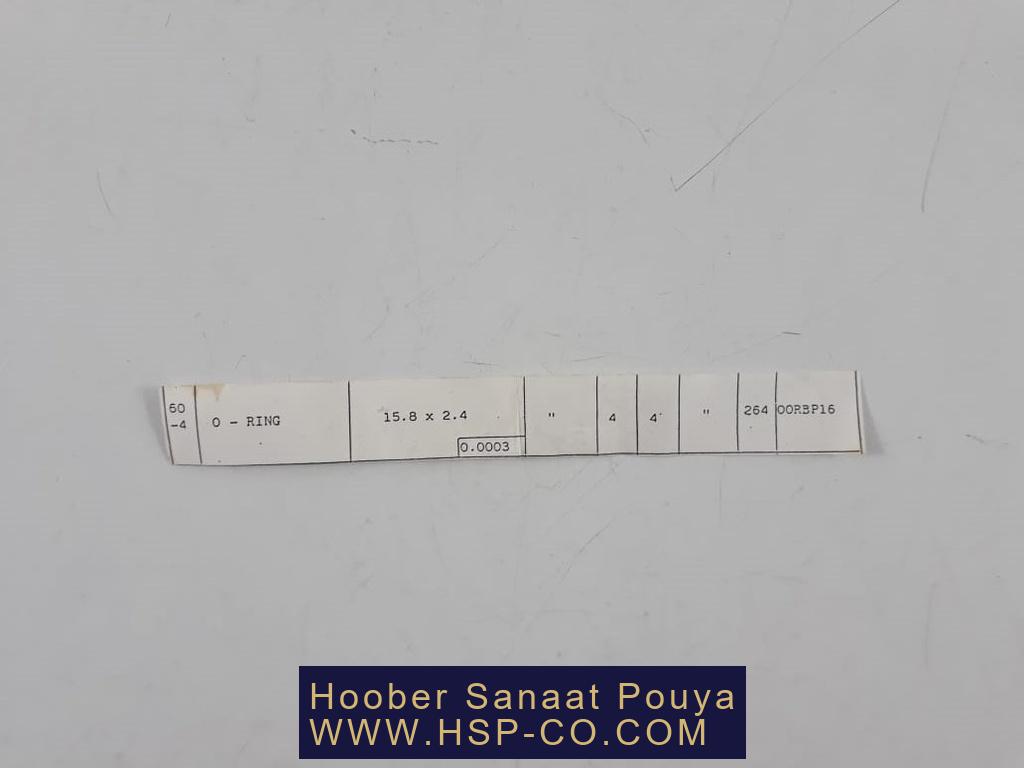 60
-4
O - RING
15.8 x 2.4
0.0003
"
4
4
"
264
OORBP16
Hoober Sanaat Pouya
WWW.HSP-CO.COM